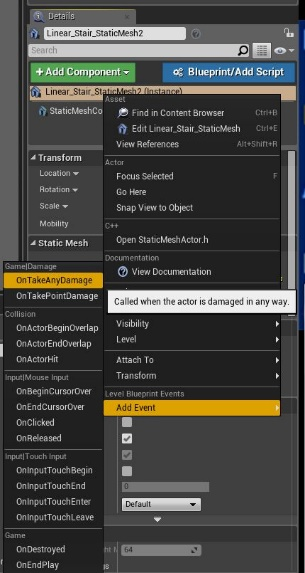 Details
Linear_Stair_StaticMesh2
Search
+Add Component
Blueprint/Add Script
Linear_Stair_StaticMesh2 (Instance)
StaticMeshCo
Asset
Find in Content Browser Ctrl+B
Edit Linear_Stair_StaticMesh Ctrl+E
View References Alt+Shift+R
Transform
Actor
Location
Focus Selected F
Rotation
Go Here
Scale
Snap View to Object
Mobility
C++
Static Mesh
Open StaticMeshActor.h
Documentation
View Documentation
Game|Damage
OnTakeAnyDamage
OnTakePointDamage
Called when the actor is damaged in any way.
Collision
OnActorBeginOverlap
Visibility
OnActorEndOverlap
Level
OnActorHit
Attach To
Input|Mouse Input
Transform
OnBeginCursorOver
Level Blueprint Events
OnEndCursorOver
Add Event
OnClicked
OnReleased
Input|Touch Input
OnInputTouchBegin
OnInputTouchEnd
0
OnInputTouchEnter
Default
OnInputTouchLeave
Game
OnDestroyed
64
OnEndPlay